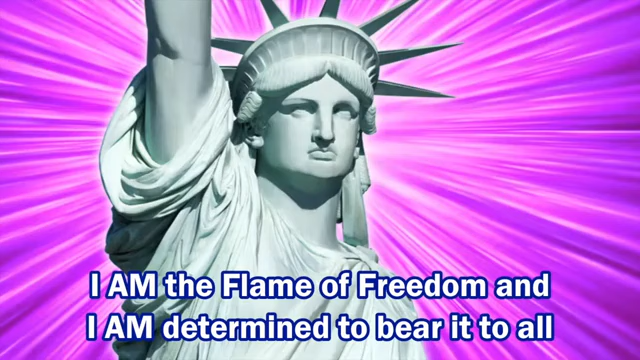 I AM the Flame of Freedom and
I AM determined to bear it to all